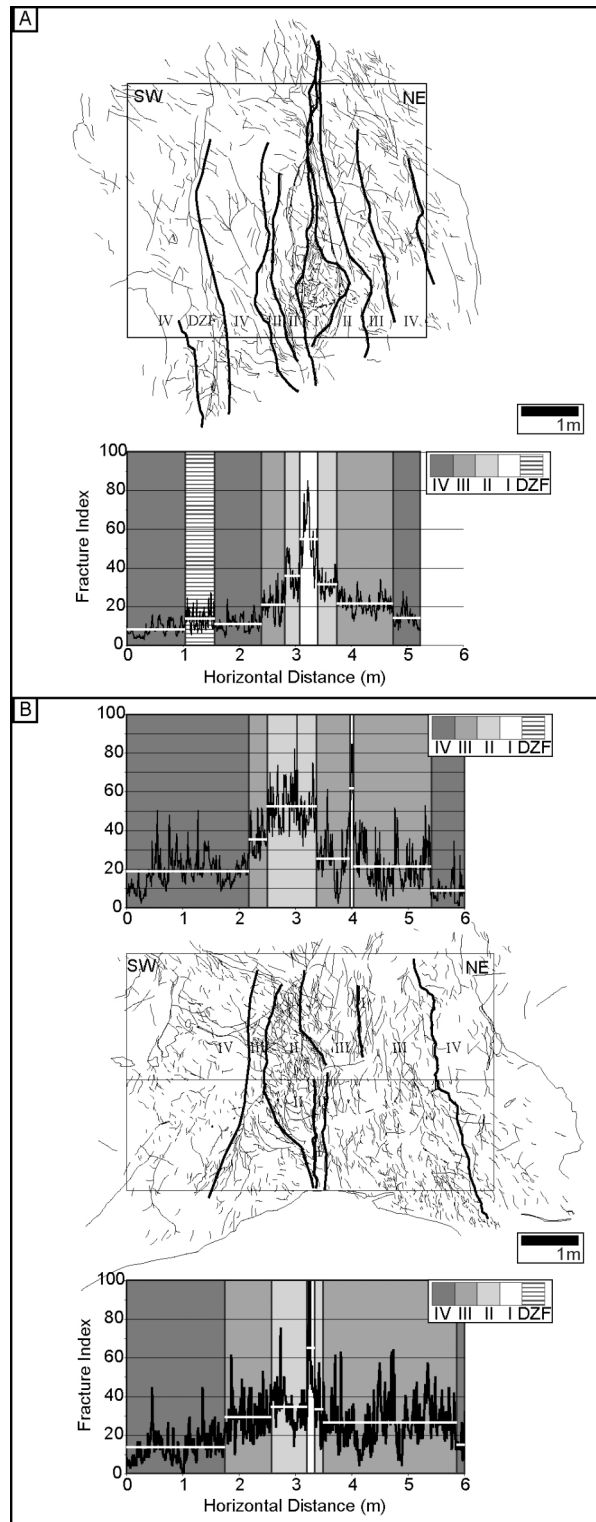 A
SW NE
IV DZF IV III II I II III IV
1m
100
80
60
40
20
0
Fracture Index
IV III II I DZF
0 1 2 3 4 5 6
Horizontal Distance (m)
B
100
80
60
40
20
0
IV III II I DZF
0 1 2 3 4 5 6
SW NE
IV III II III III IV
II
1m
100
80
60
40
20
0
Fracture Index
IV III II I DZF
0 1 2 3 4 5 6
Horizontal Distance (m)